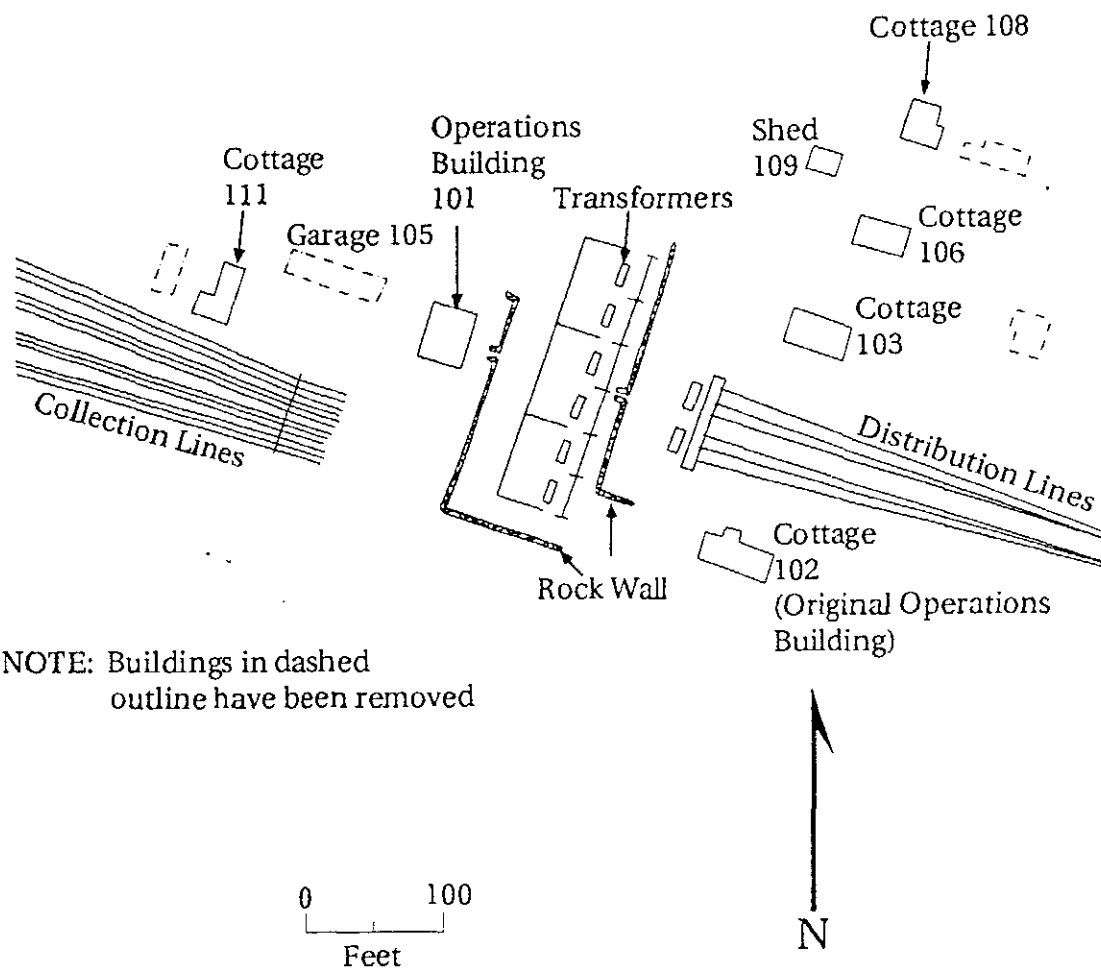 Cottage 108
Operations
Building
101
Shed
109
Cottage
111
Transformers
Garage 105
Cottage
106
Cottage
103
Collection Lines
Distribution Lines
Cottage
102
(Original Operations
Building)
Rock Wall
NOTE: Buildings in dashed
outline have been removed
0 100
Feet
N